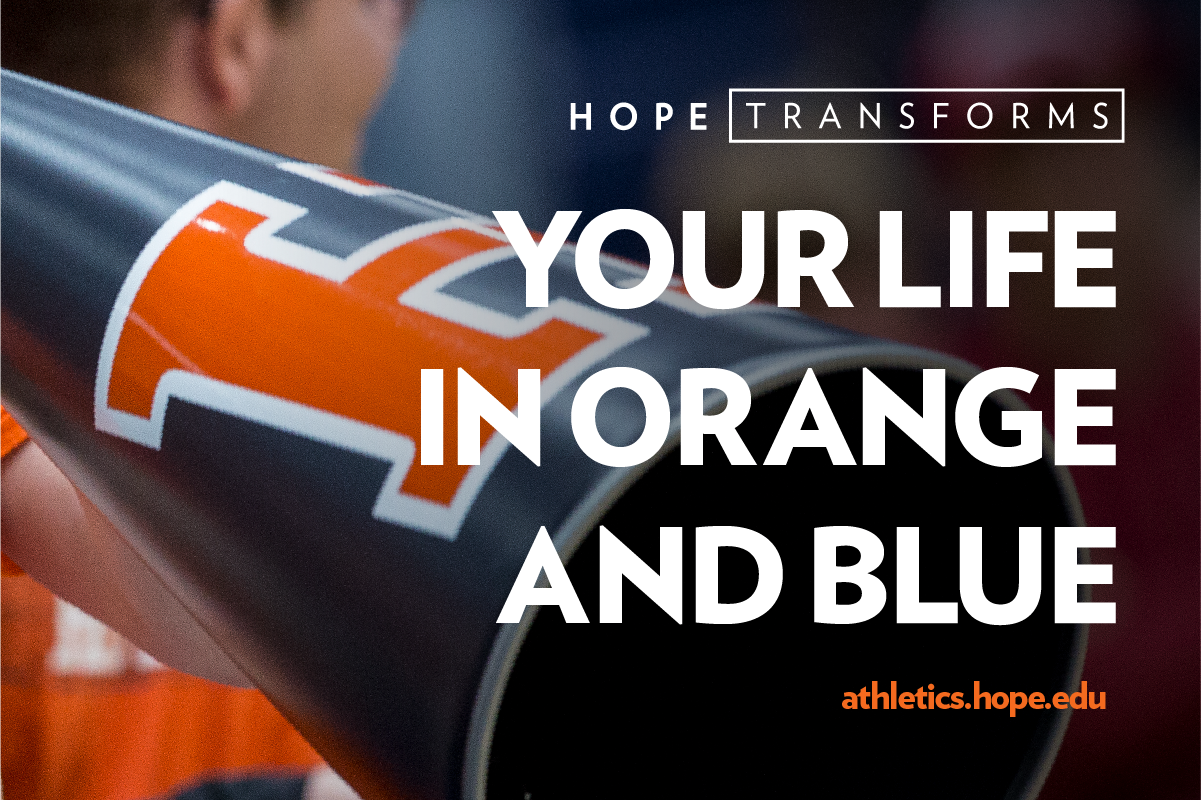 HOPE TRANSFORMS
YOUR LIFE
IN ORANGE
AND BLUE
athletics.hope.edu